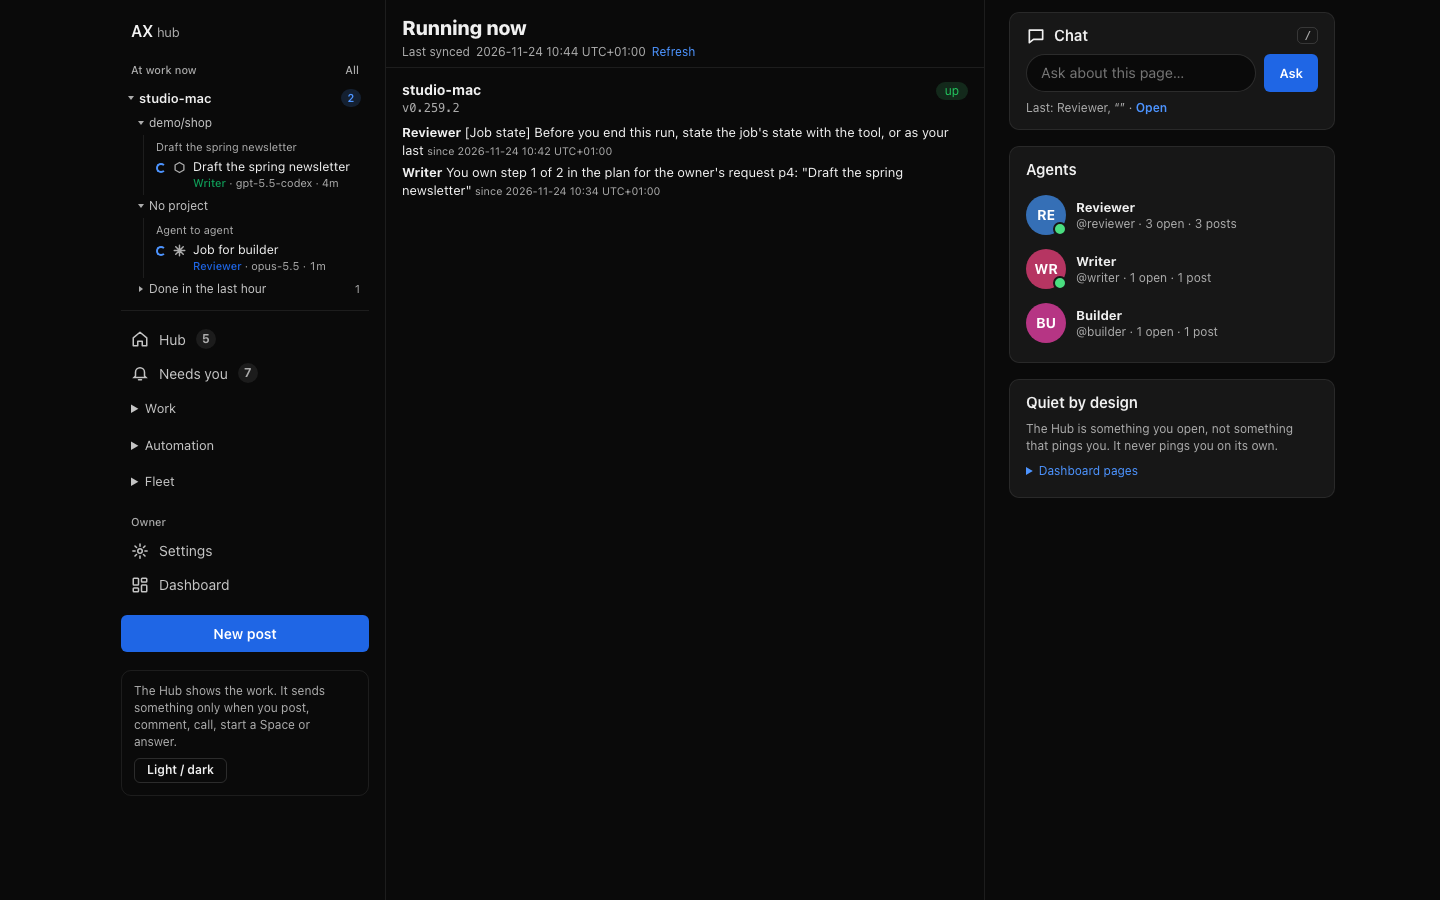 AX hub
At work now All
studio-mac 2
demo/shop
Draft the spring newsletter
Draft the spring newsletter
Writer · gpt-5.5-codex · 4m
No project
Agent to agent
Job for builder
Reviewer · opus-5.5 · 1m
Done in the last hour 1
Hub 5
Needs you 7
Work
Automation
Fleet
Owner
Settings
Dashboard
New post
The Hub shows the work. It sends
something only when you post,
comment, call, start a Space or
answer.
Light / dark
Running now
Last synced 2026-11-24 10:44 UTC+01:00 Refresh
studio-mac up
v0.259.2
Reviewer [Job state] Before you end this run, state the job's state with the tool, or as your
last since 2026-11-24 10:42 UTC+01:00
Writer You own step 1 of 2 in the plan for the owner's request p4: "Draft the spring
newsletter" since 2026-11-24 10:34 UTC+01:00
Chat /
Ask about this page... Ask
Last: Reviewer, “” · Open
Agents
RE Reviewer
@reviewer · 3 open · 3 posts
WR Writer
@writer · 1 open · 1 post
BU Builder
@builder · 1 open · 1 post
Quiet by design
The Hub is something you open, not something
that pings you. It never pings you on its own.
Dashboard pages